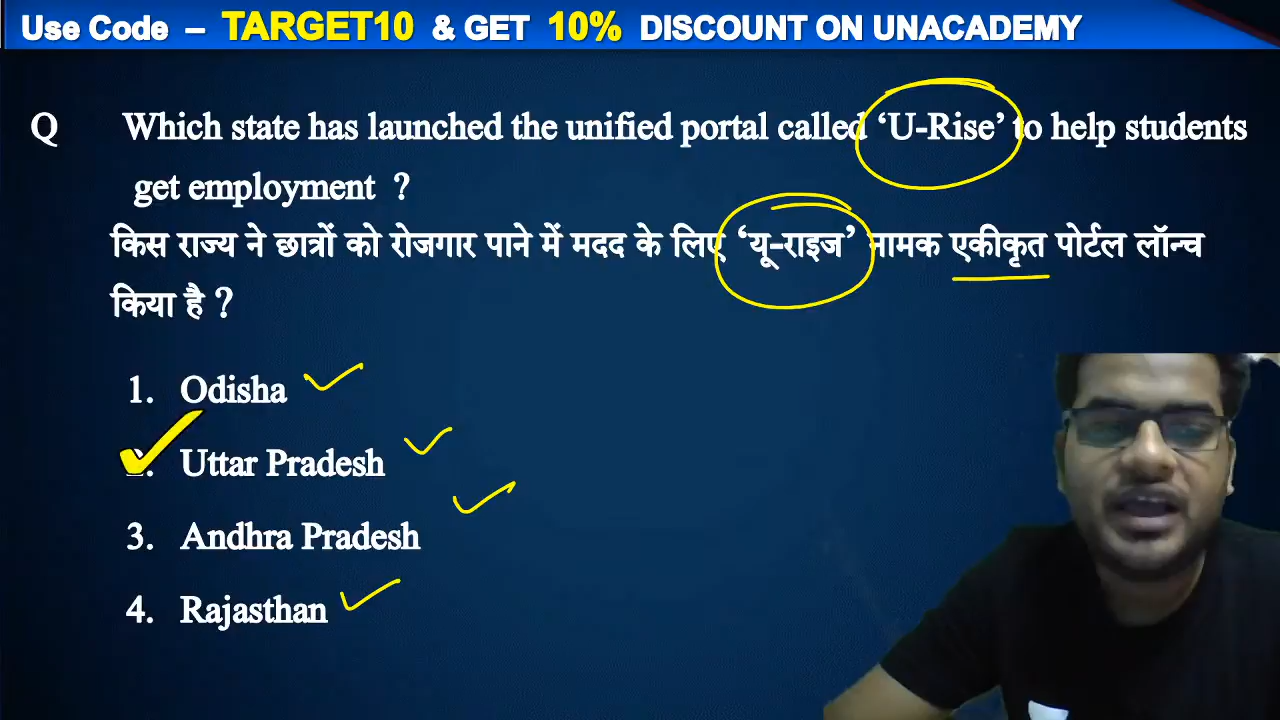 Use Code – TARGET10 & GET 10% DISCOUNT ON UNACADEMY
Q Which state has launched the unified portal called ‘U-Rise’ to help students
get employment ?
किस राज्य ने छात्रों को रोजगार पाने में मदद के लिए ‘यू-राइज’ नामक एकीकृत पोर्टल लॉन्च
किया है ?
1. Odisha
Uttar Pradesh
3. Andhra Pradesh
4. Rajasthan